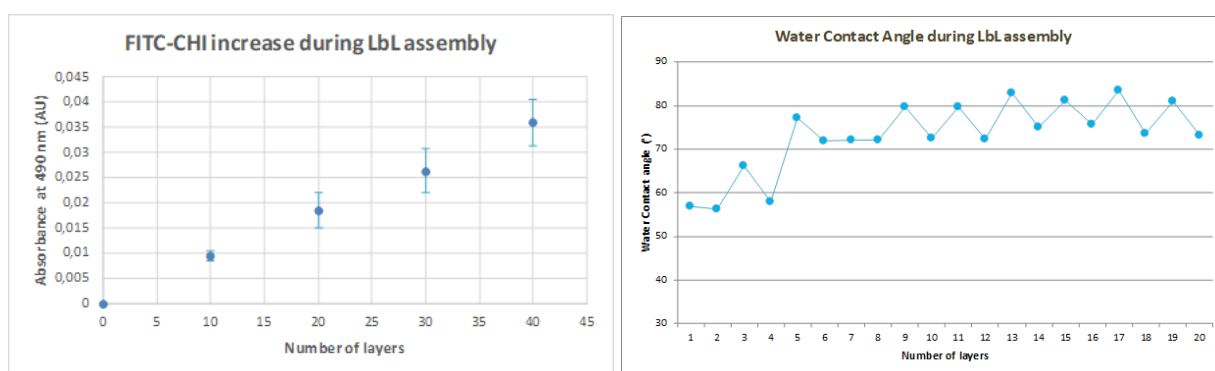 FITC-CHI increase during LbL assembly
Absorbance at 490 nm (AU)
0,045
0,04
0,035
0,03
0,025
0,02
0,015
0,01
0,005
0
0 5 10 15 20 25 30 35 40 45
Number of layers
Water Contact Angle during LbL assembly
Water Contact angle (°)
90
80
70
60
50
40
30
1 2 3 4 5 6 7 8 9 10 11 12 13 14 15 16 17 18 19 20
Number of layers